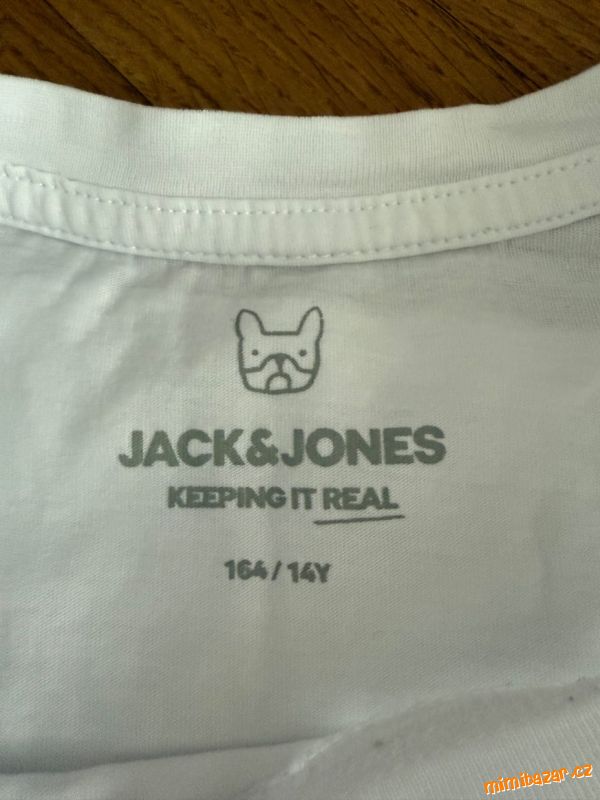 JACK&JONES
KEEPING IT REAL
164 / 14Y
mimibazar.cz